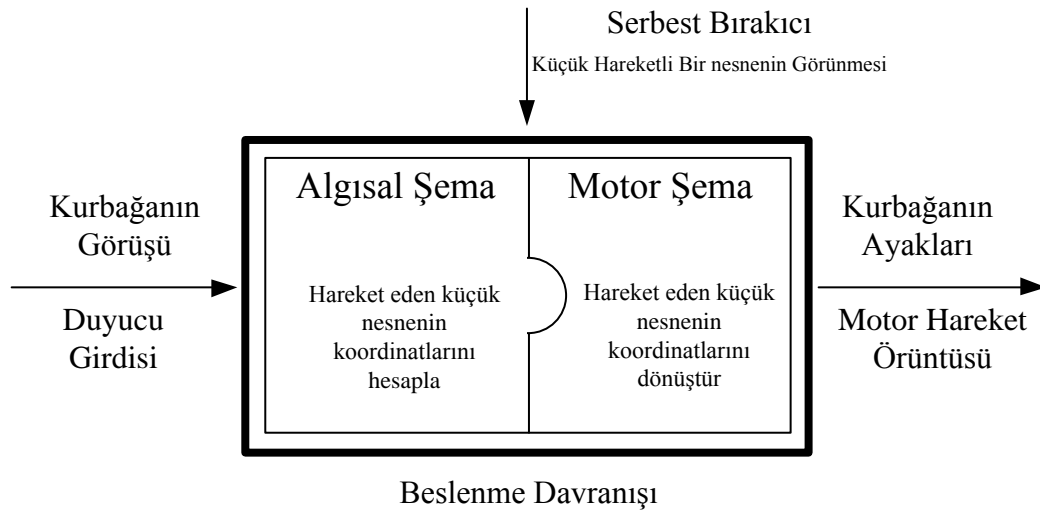 Serbest Bırakıcı
Küçük Hareketli Bir nesnenin Görünmesi
Kurbağanın
Görüşü
Duyucu
Girdisi
Algısal Şema
Hareket eden küçük
nesnenin
koordinatlarını
hesapla
Motor Şema
Hareket eden küçük
nesnenin
koordinatlarını
dönüştür
Kurbağanın
Ayakları
Motor Hareket
Örüntüsü
Beslenme Davranışı